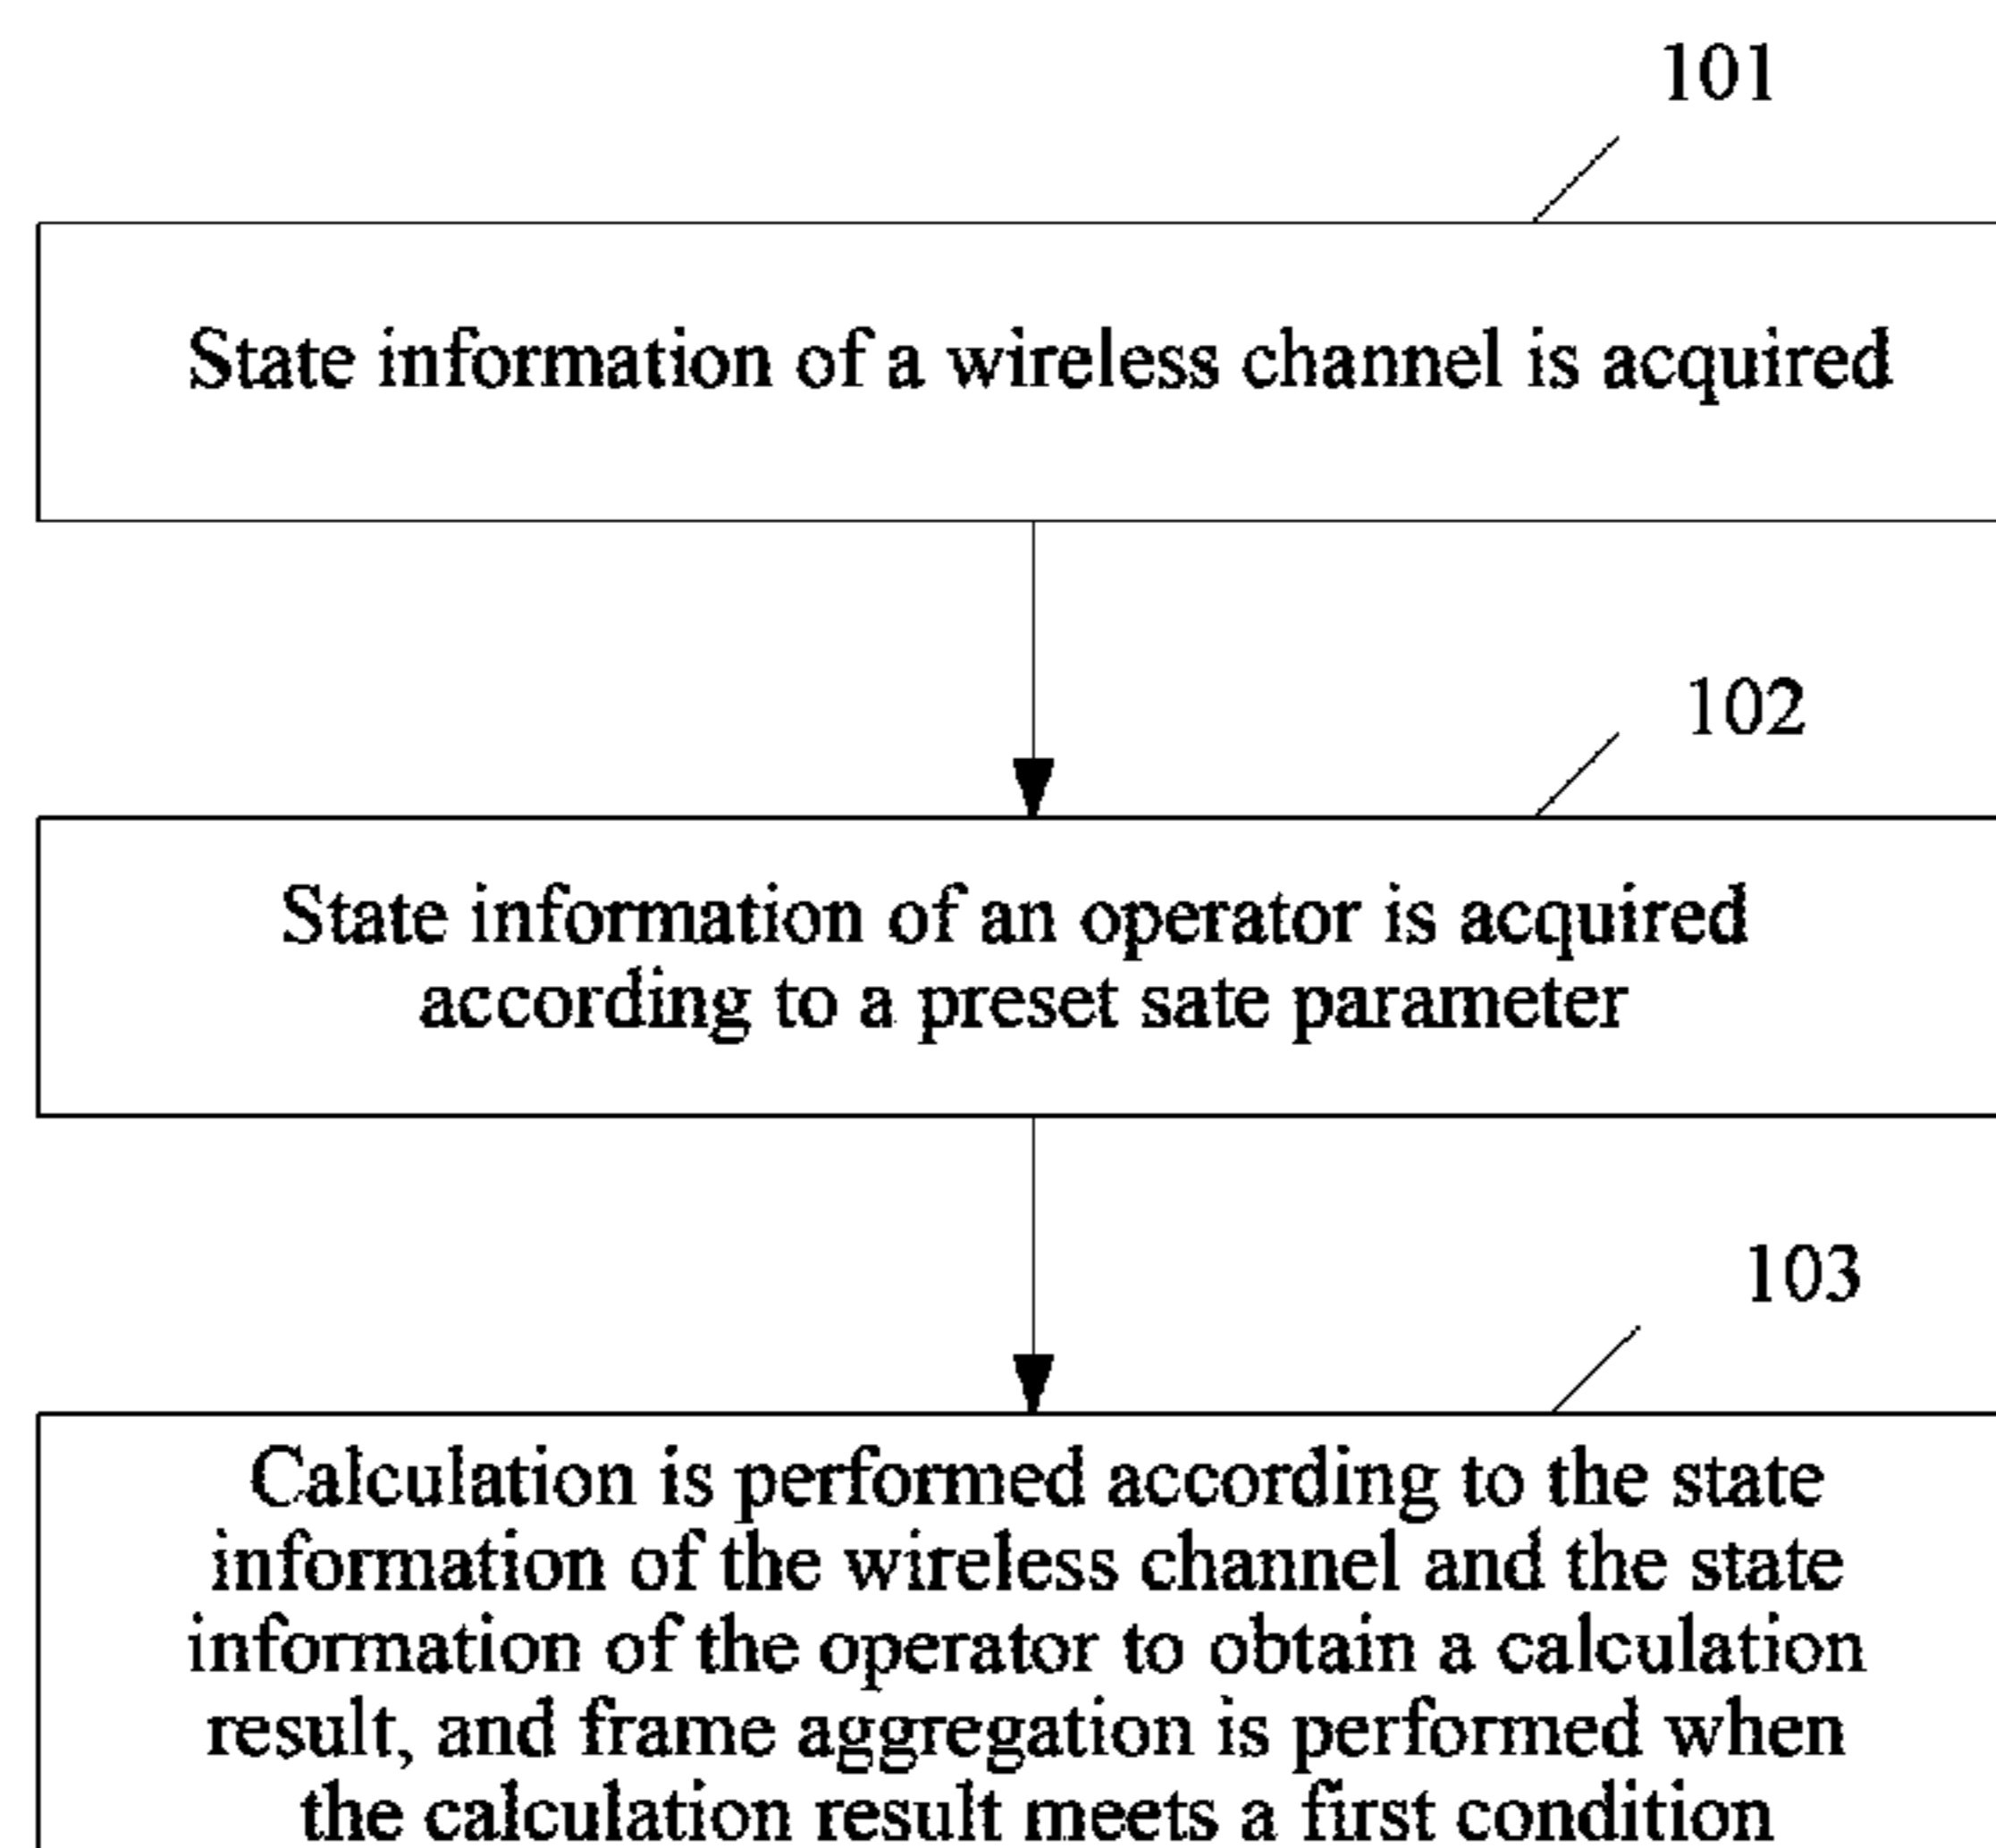 101
State information of a wireless channel is acquired
102
State information of an operator is acquired
according to a preset sate parameter
103
Calculation is performed according to the state
information of the wireless channel and the state
information of the operator to obtain a calculation
result, and frame aggregation is performed when
the calculation result meets a first condition